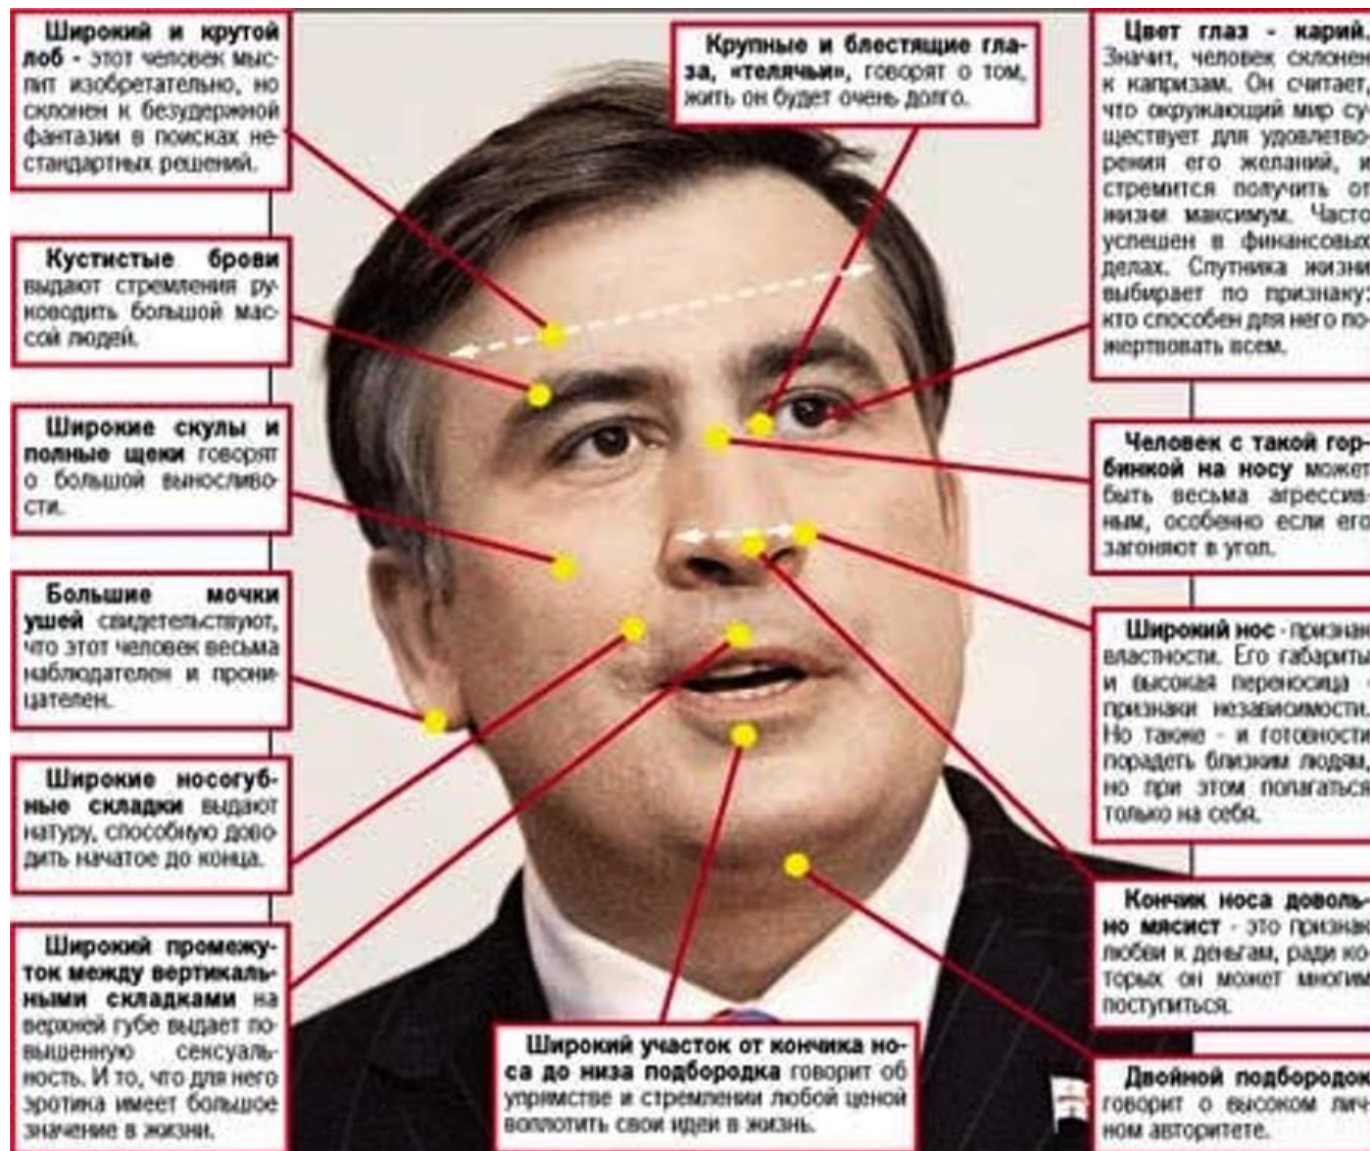 Широкий и крутой
лоб - этот человек мыс-
лит изобретательно, но
склонен к безудержной
фантазии в поисках не-
стандартных решений.
Кустистые брови
выдают стремления ру-
ководить большой мас-
сой людей.
Широкие скулы и
полные щеки говорят
о большой выносливо-
сти.
Большие мочки
ушей свидетельствуют,
что этот человек весьма
наблюдателен и прони-
цателен.
Широкие носогуб-
ные складки выдают
натуру, способную дово-
дить начатое до конца.
Широкий промежу-
ток между вертикаль-
ными складками на
верхней губе выдает по-
вышенную сексуаль-
ность. И то, что для него
эротика имеет большое
значение в жизни.
Крупные и блестящие гла-
за, «телячьи», говорят о том,
жить он будет очень долго.
Широкий участок от кончика но-
са до низа подбородка говорит об
упрямстве и стремлении любой ценой
воплотить свои идеи в жизнь.
Цвет глаз - карий.
Значит, человек склонен
к капризам. Он считает,
что окружающий мир су-
ществует для удовлетво-
рения его желаний, и
стремится получить от
жизни максимум. Часто
успешен в финансовых
делах. Спутника жизни
выбирает по признаку:
кто способен для него по-
жертвовать всем.
Человек с такой гор-
бинкой на носу может
быть весьма агрессив-
ным, особенно если его
загоняют в угол.
Широкий нос - признак
властности. Его габариты
и высокая переносица -
признаки независимости.
Но также - и готовности
порадеть близким людям,
но при этом полагаться
только на себя.
Кончик носа доволь-
но мясист - это признак
любви к деньгам, ради ко-
торых он может многим
поступиться.
Двойной подбородок
говорит о высоком лич-
ном авторитете.